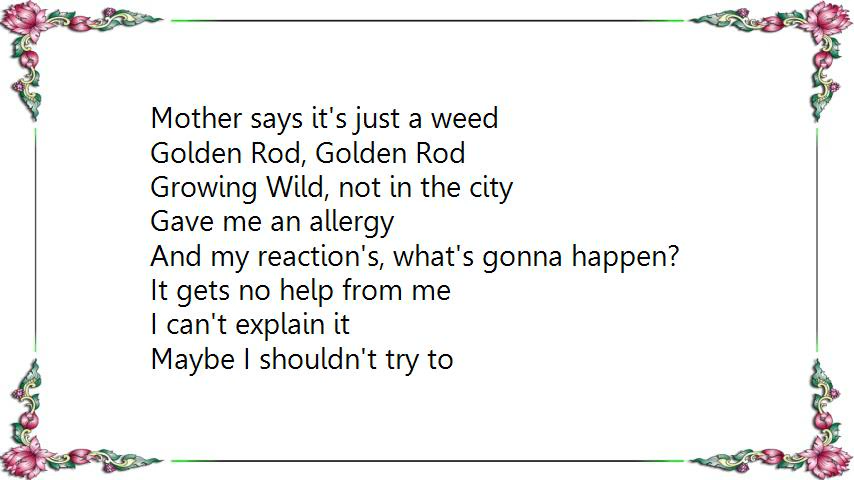 Mother says it's just a weed
Golden Rod, Golden Rod
Growing Wild, not in the city
Gave me an allergy
And my reaction's, what's gonna happen?
It gets no help from me
I can't explain it
Maybe I shouldn't try to